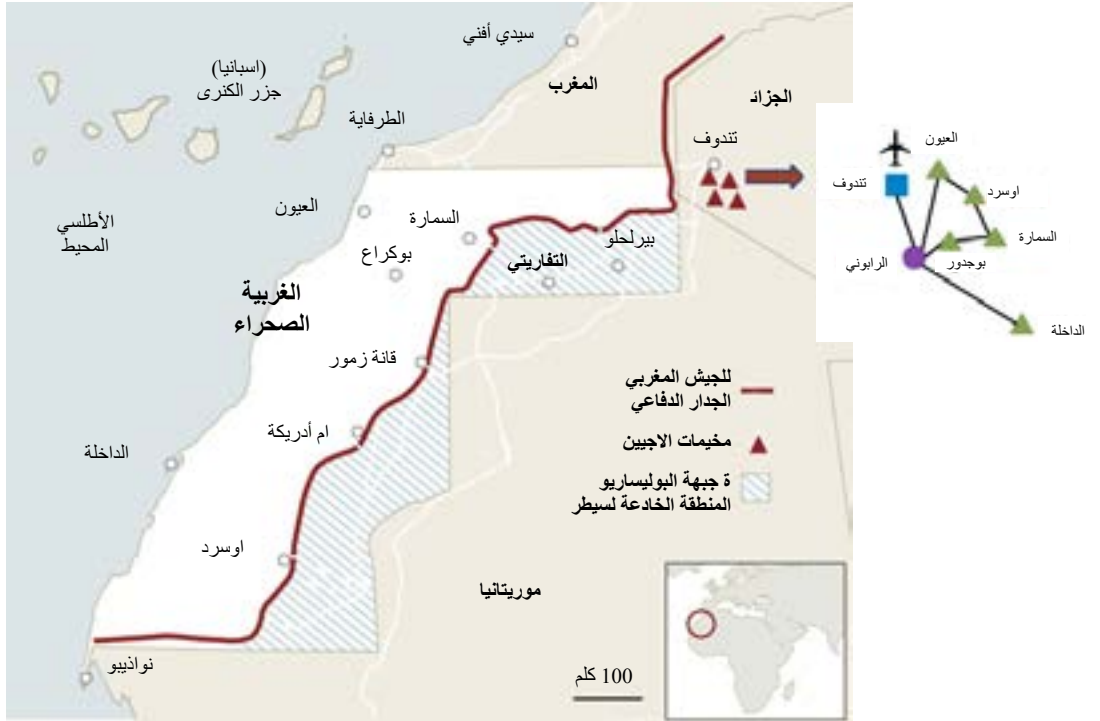 سيدي أفني
(اسبانيا)
جزر الكنرى
المغرب
الجزائ
الطرفاية
تندوف
العيون
السمارة
بيرلحلو
التفاريتي
بوكراع
الأطلسي
المحيط
الغربية
الصحراء
قانة زمور
ام أدريكة
الداخلة
اوسرد
نواذيبو
موريتانيا
للجيش المغربي
الجدار الدفاعي
مخيمات الاجيين
ة جبهة البوليساريو
المنطقة الخادعة لسيطر
100 كلم
العيون
تندوف
اوسرد
السمارة
بوجدور
الرابوني
الداخلة